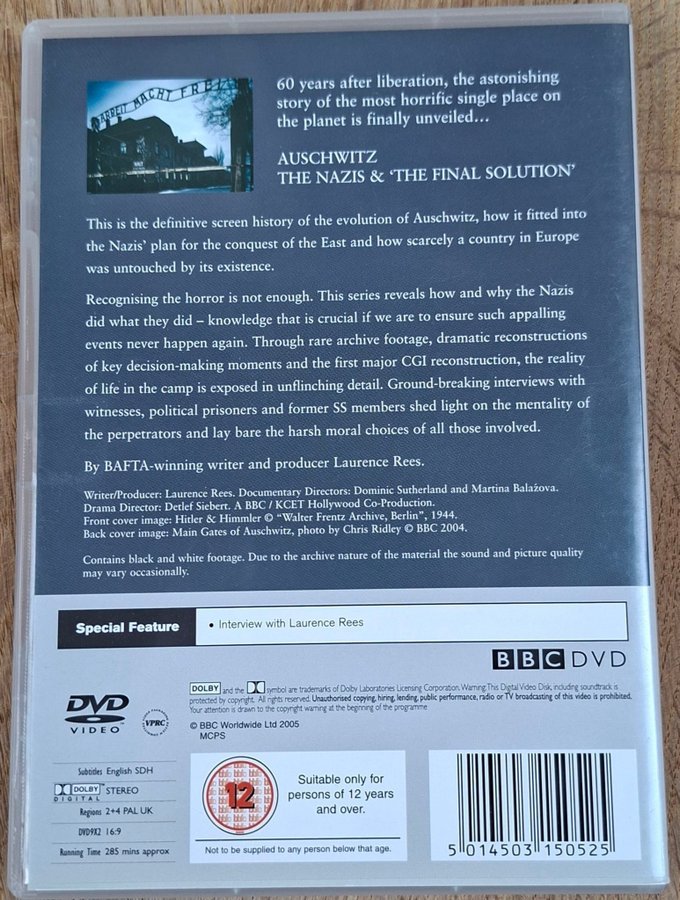 ARBEIT MACHT FREI
60 years after liberation, the astonishing
story of the most horrific single place on
the planet is finally unveiled...
AUSCHWITZ
THE NAZIS & ‘THE FINAL SOLUTION’
This is the definitive screen history of the evolution of Auschwitz, how it fitted into
the Nazis’ plan for the conquest of the East and how scarcely a country in Europe
was untouched by its existence.
Recognising the horror is not enough. This series reveals how and why the Nazis
did what they did – knowledge that is crucial if we are to ensure such appalling
events never happen again. Through rare archive footage, dramatic reconstructions
of key decision-making moments and the first major CGI reconstruction, the reality
of life in the camp is exposed in unflinching detail. Ground-breaking interviews with
witnesses, political prisoners and former SS members shed light on the mentality of
the perpetrators and lay bare the harsh moral choices of all those involved.
By BAFTA-winning writer and producer Laurence Rees.
Writer/Producer: Laurence Rees. Documentary Directors: Dominic Sutherland and Martina Balažova.
Drama Director: Detlef Siebert. A BBC / KCET Hollywood Co-Production.
Front cover image: Hitler & Himmler © “Walter Frentz Archive, Berlin”, 1944.
Back cover image: Main Gates of Auschwitz, photo by Chris Ridley © BBC 2004.
Contains black and white footage. Due to the archive nature of the material the sound and picture quality
may vary occasionally.
Special Feature • Interview with Laurence Rees
BBC DVD
DOLBY and the symbol are trademarks of Dolby Laboratories Licensing Corporation. Warning: This Digital Video Disk, including soundtrack is
protected by copyright. All rights reserved. Unauthorised copying, hiring, lending, public performance, radio or TV broadcasting of this video is prohibited.
Your attention is drawn to the copyright warning at the beginning of the programme
DVD
VIDEO
VPRC
© BBC Worldwide Ltd 2005
MCPS
Subtitles English SDH
DOLBY STEREO
DIGITAL
Regions 2+4 PAL UK
DVD9X2 16:9
Running Time 285 mins approx
12
Suitable only for
persons of 12 years
and over.
Not to be supplied to any person below that age.
5 014503 150525